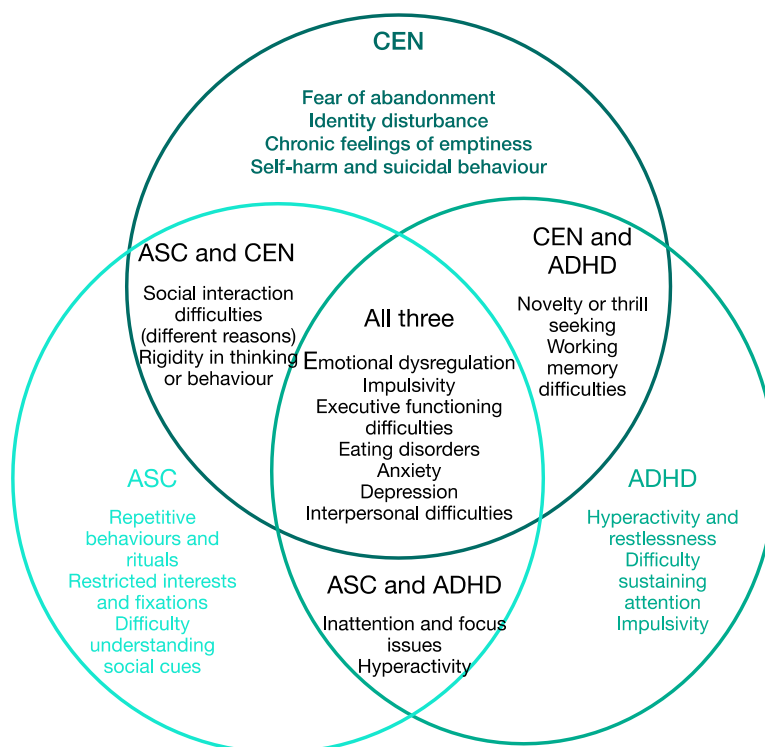 CEN
Fear of abandonment
Identity disturbance
Chronic feelings of emptiness
Self-harm and suicidal behaviour
ASC and CEN
Social interaction
difficulties
(different reasons)
Rigidity in thinking
or behaviour
CEN and
ADHD
Novelty or thrill
seeking
Working
memory
difficulties
All three
Emotional dysregulation
Impulsivity
Executive functioning
difficulties
Eating disorders
Anxiety
Depression
Interpersonal difficulties
ASC
Repetitive
behaviours and
rituals
Restricted interests
and fixations
Difficulty
understanding
social cues
ADHD
Hyperactivity and
restlessness
Difficulty
sustaining
attention
Impulsivity
ASC and ADHD
Inattention and focus
issues
Hyperactivity